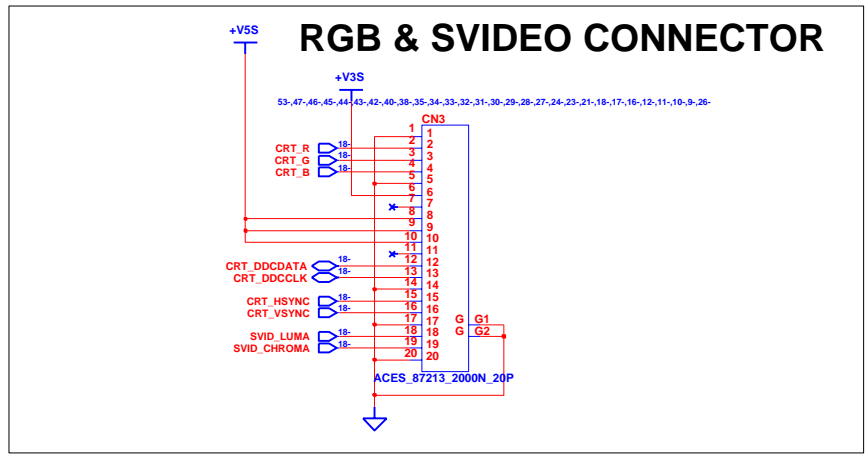 RGB & SVIDEO CONNECTOR
+V5S
+V3S
53-,47-,46-,45-,44-,43-,42-,40-,38-,35-,34-,33-,32-,31-,30-,29-,28-,27-,24-,23-,21-,18-,17-,16-,12-,11-,10-,9-,26-
CN3
1 1
CRT_R 18- 2 2
CRT_G 18- 3 3
CRT_B 18- 4 4
5 5
6 6
7 7
8 8
9 9
10 10
11 11
CRT_DDCDATA 18- 12 12
CRT_DDCCLK 18- 13 13
14 14
CRT_HSYNC 18- 15 15
CRT_VSYNC 18- 16 16
17 17 G G1
SVID_LUMA 18- 18 18 G G2
SVID_CHROMA 18- 19 19
20 20
ACES_87213_2000N_20P